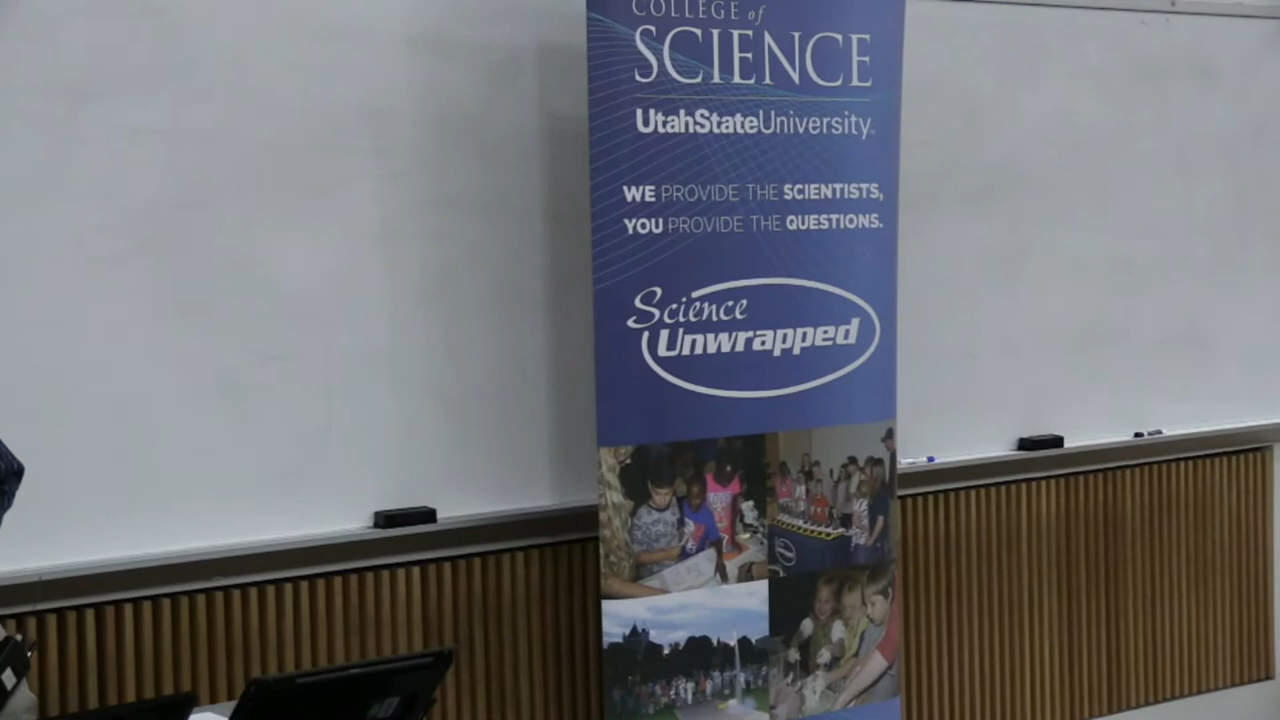 COLLEGE of
SCIENCE
UtahStateUniversity
WE PROVIDE THE SCIENTISTS,
YOU PROVIDE THE QUESTIONS.
Science
Unwrapped